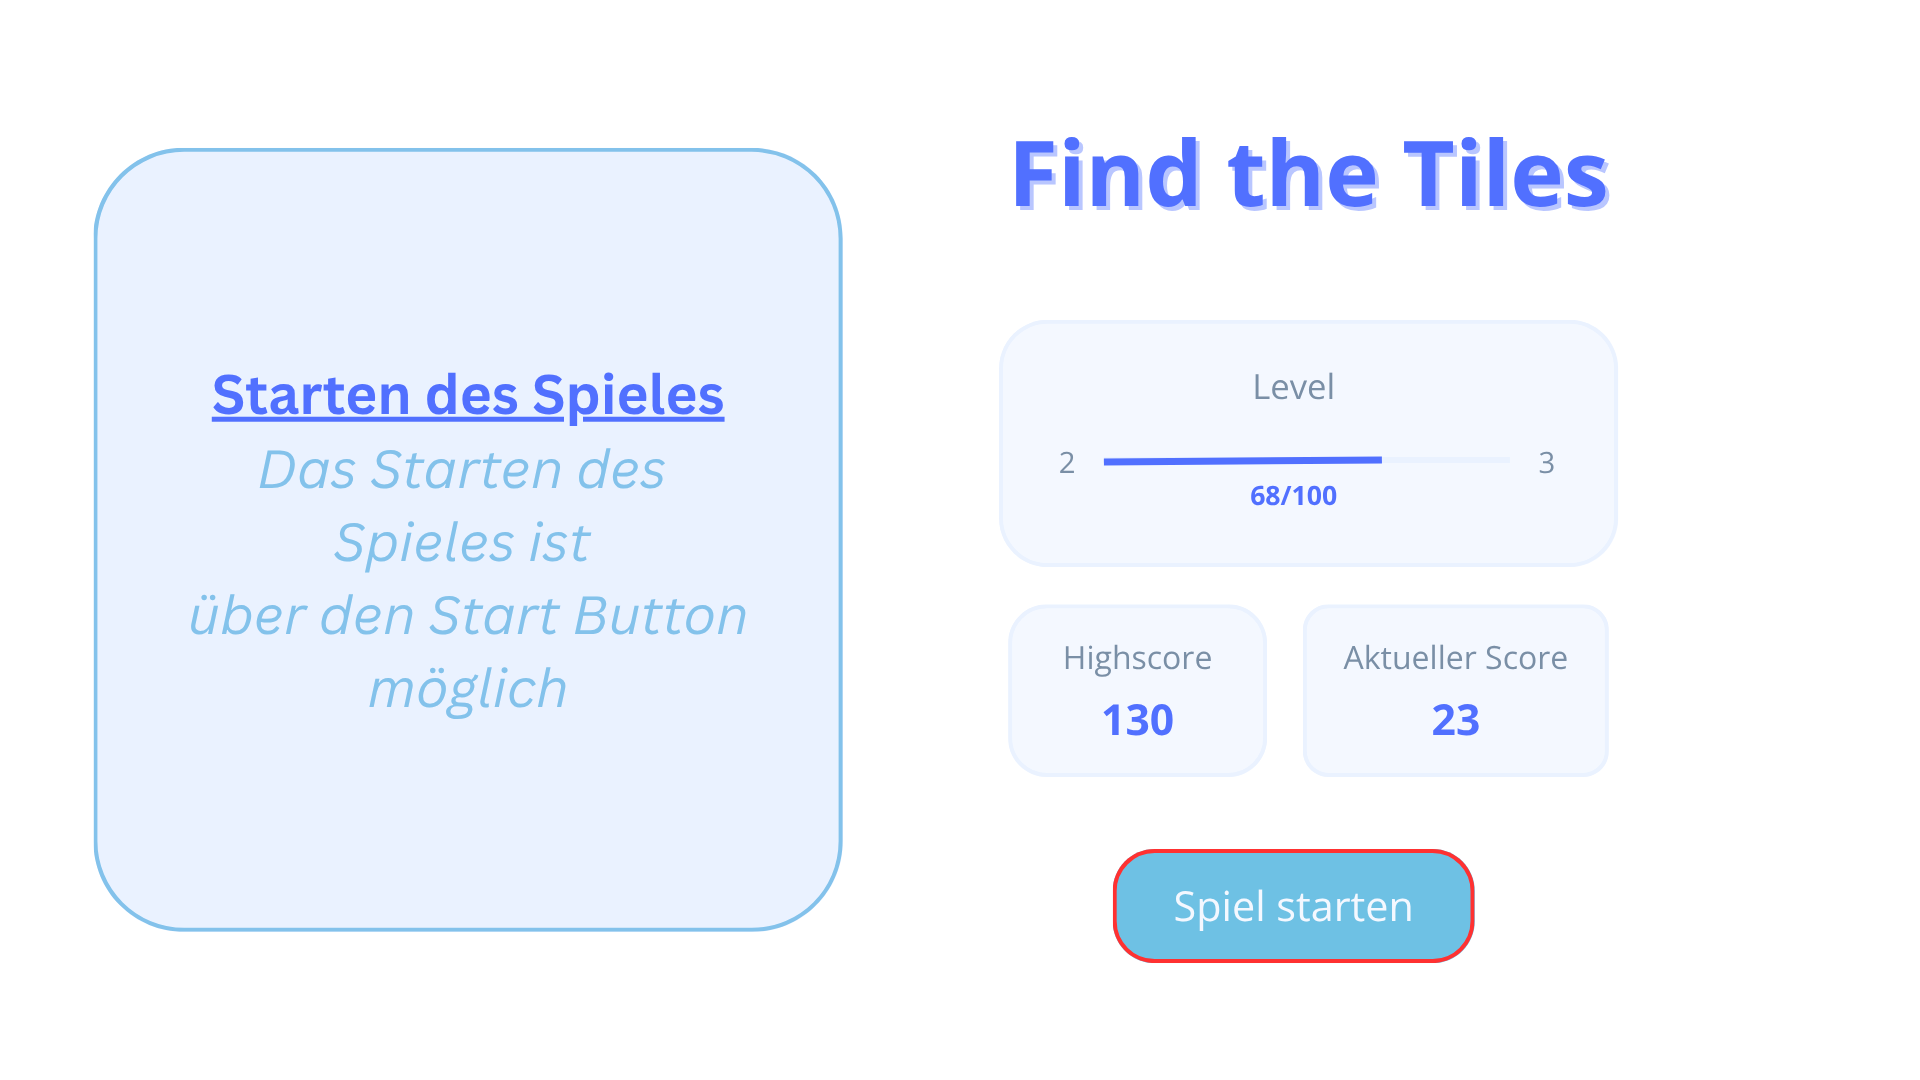 Starten des Spieles
Das Starten des
Spieles ist
über den Start Button
möglich
Find the Tiles
Level
2
3
68/100
Highscore
130
Aktueller Score
23
Spiel starten